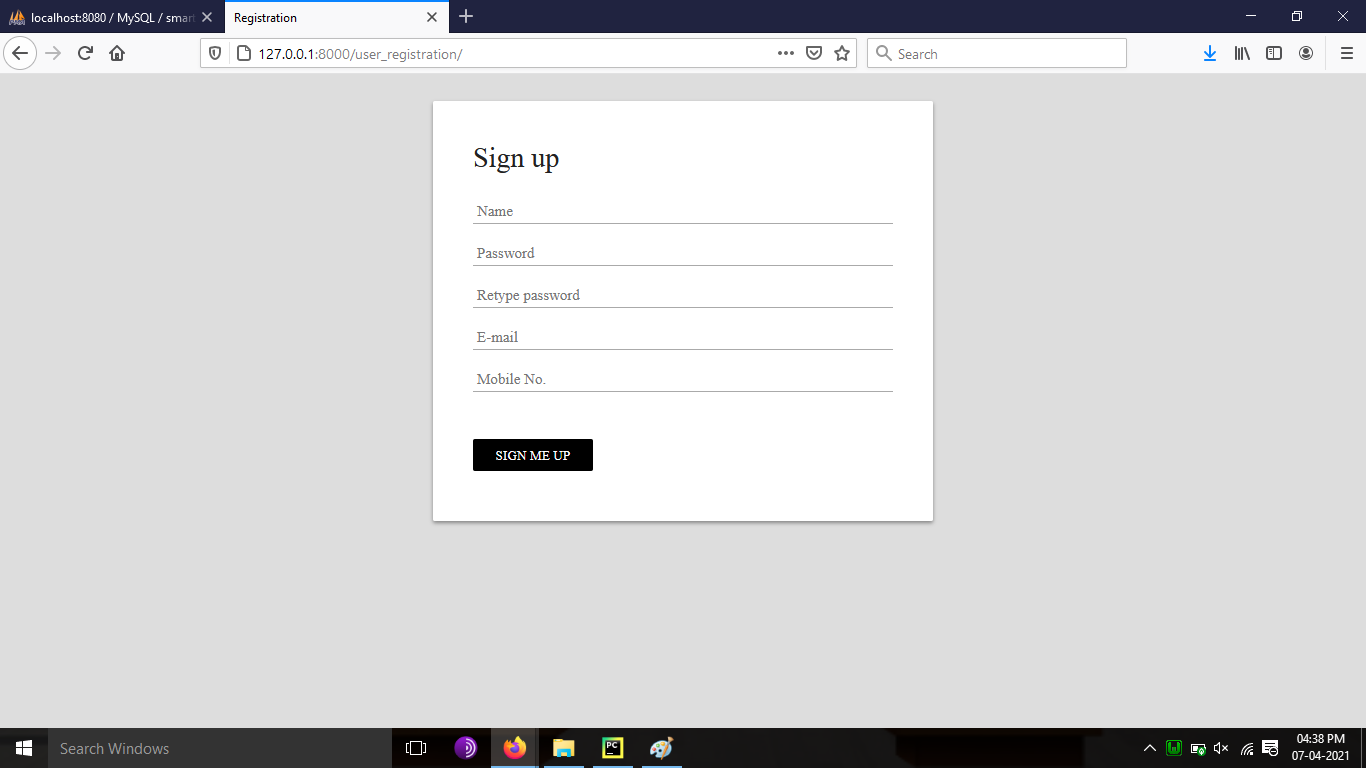 localhost:8080 / MySQL / smar
Registration
127.0.0.1:8000/user_registration/
Search
Sign up
Name
Password
Retype password
E-mail
Mobile No.
SIGN ME UP
Search Windows
PC
04:38 PM
07-04-2021